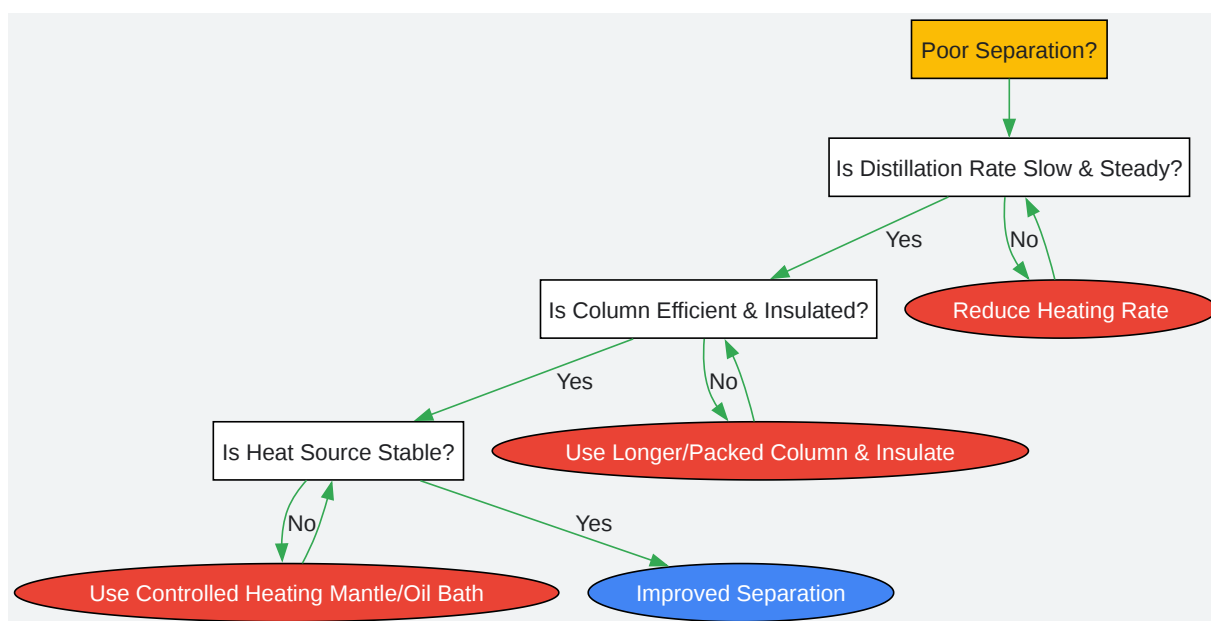 Poor Separation?
Is Distillation Rate Slow & Steady?
Yes
No
Is Column Efficient & Insulated?
Reduce Heating Rate
Yes
No
Is Heat Source Stable?
Use Longer/Packed Column & Insulate
No
Yes
Use Controlled Heating Mantle/Oil Bath
Improved Separation